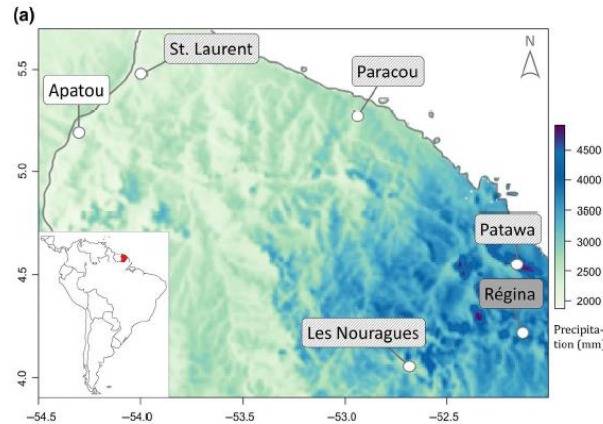 (a)
St. Laurent
N
5.5
Paracou
Apatou
5.0
4500
4000
3500
3000
2500
2000
Patawa
4.5
Régina
Precipita-
tion (mm)
Les Nouragues
4.0
−54.5 −54.0 −53.5 −53.0 −52.5